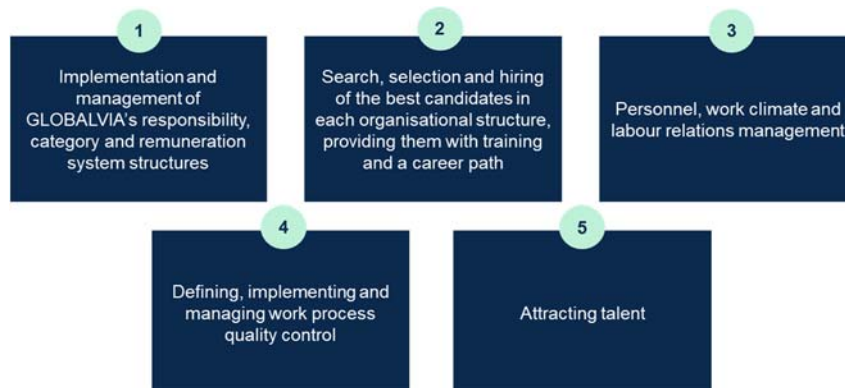 1
Implementation and
management of
GLOBALVIA's responsibility,
category and remuneration
system structures
2
Search, selection and hiring
of the best candidates in
each organisational structure,
providing them with training
and a career path
3
Personnel, work climate and
labour relations management
4
Defining, implementing and
managing work process
quality control
5
Attracting talent